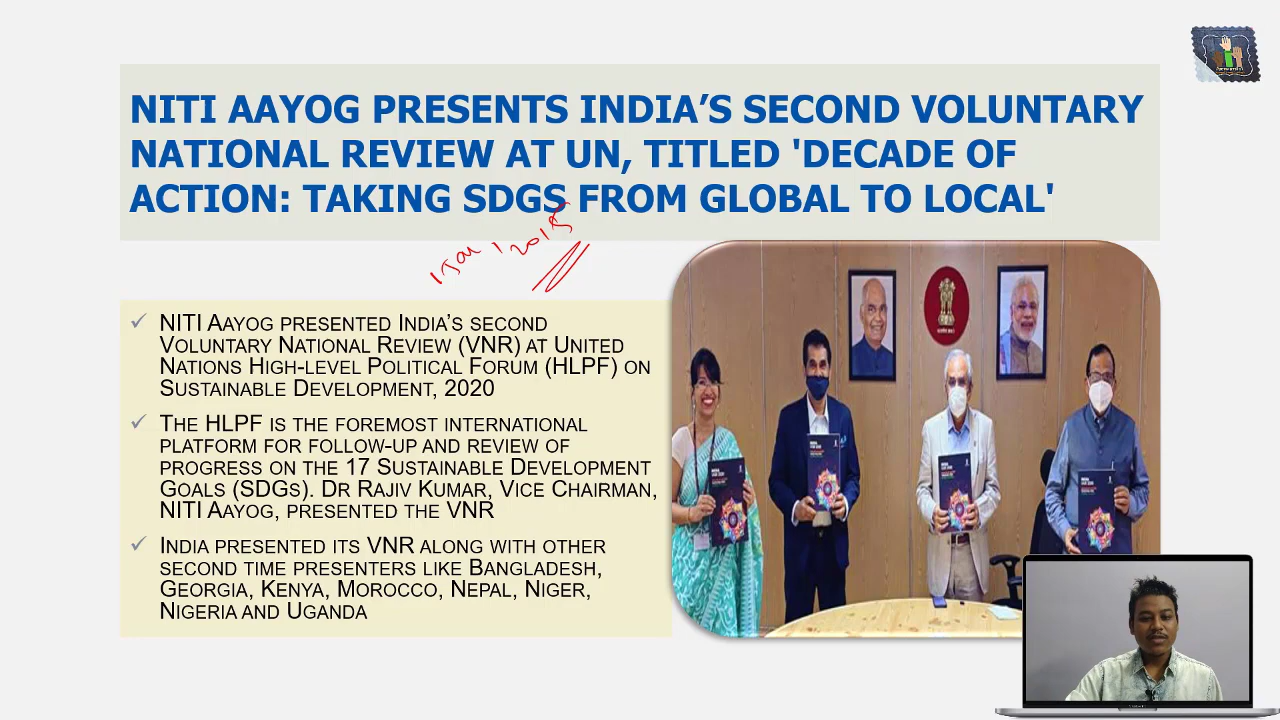 NITI AAYOG PRESENTS INDIA'S SECOND VOLUNTARY
NATIONAL REVIEW AT UN, TITLED 'DECADE OF
ACTION: TAKING SDGS FROM GLOBAL TO LOCAL'
1 Jan, 2015
NITI AAYOG PRESENTED INDIA'S SECOND
VOLUNTARY NATIONAL REVIEW (VNR) AT UNITED
NATIONS HIGH-LEVEL POLITICAL FORUM (HLPF) ON
SUSTAINABLE DEVELOPMENT, 2020
THE HLPF IS THE FOREMOST INTERNATIONAL
PLATFORM FOR FOLLOW-UP AND REVIEW OF
PROGRESS ON THE 17 SUSTAINABLE DEVELOPMENT
GOALS (SDGS). DR RAJIV KUMAR, VICE CHAIRMAN,
NITI AAYOG, PRESENTED THE VNR
INDIA PRESENTED ITS VNR ALONG WITH OTHER
SECOND TIME PRESENTERS LIKE BANGLADESH,
GEORGIA, KENYA, MOROCCO, NEPAL, NIGER,
NIGERIA AND UGANDA